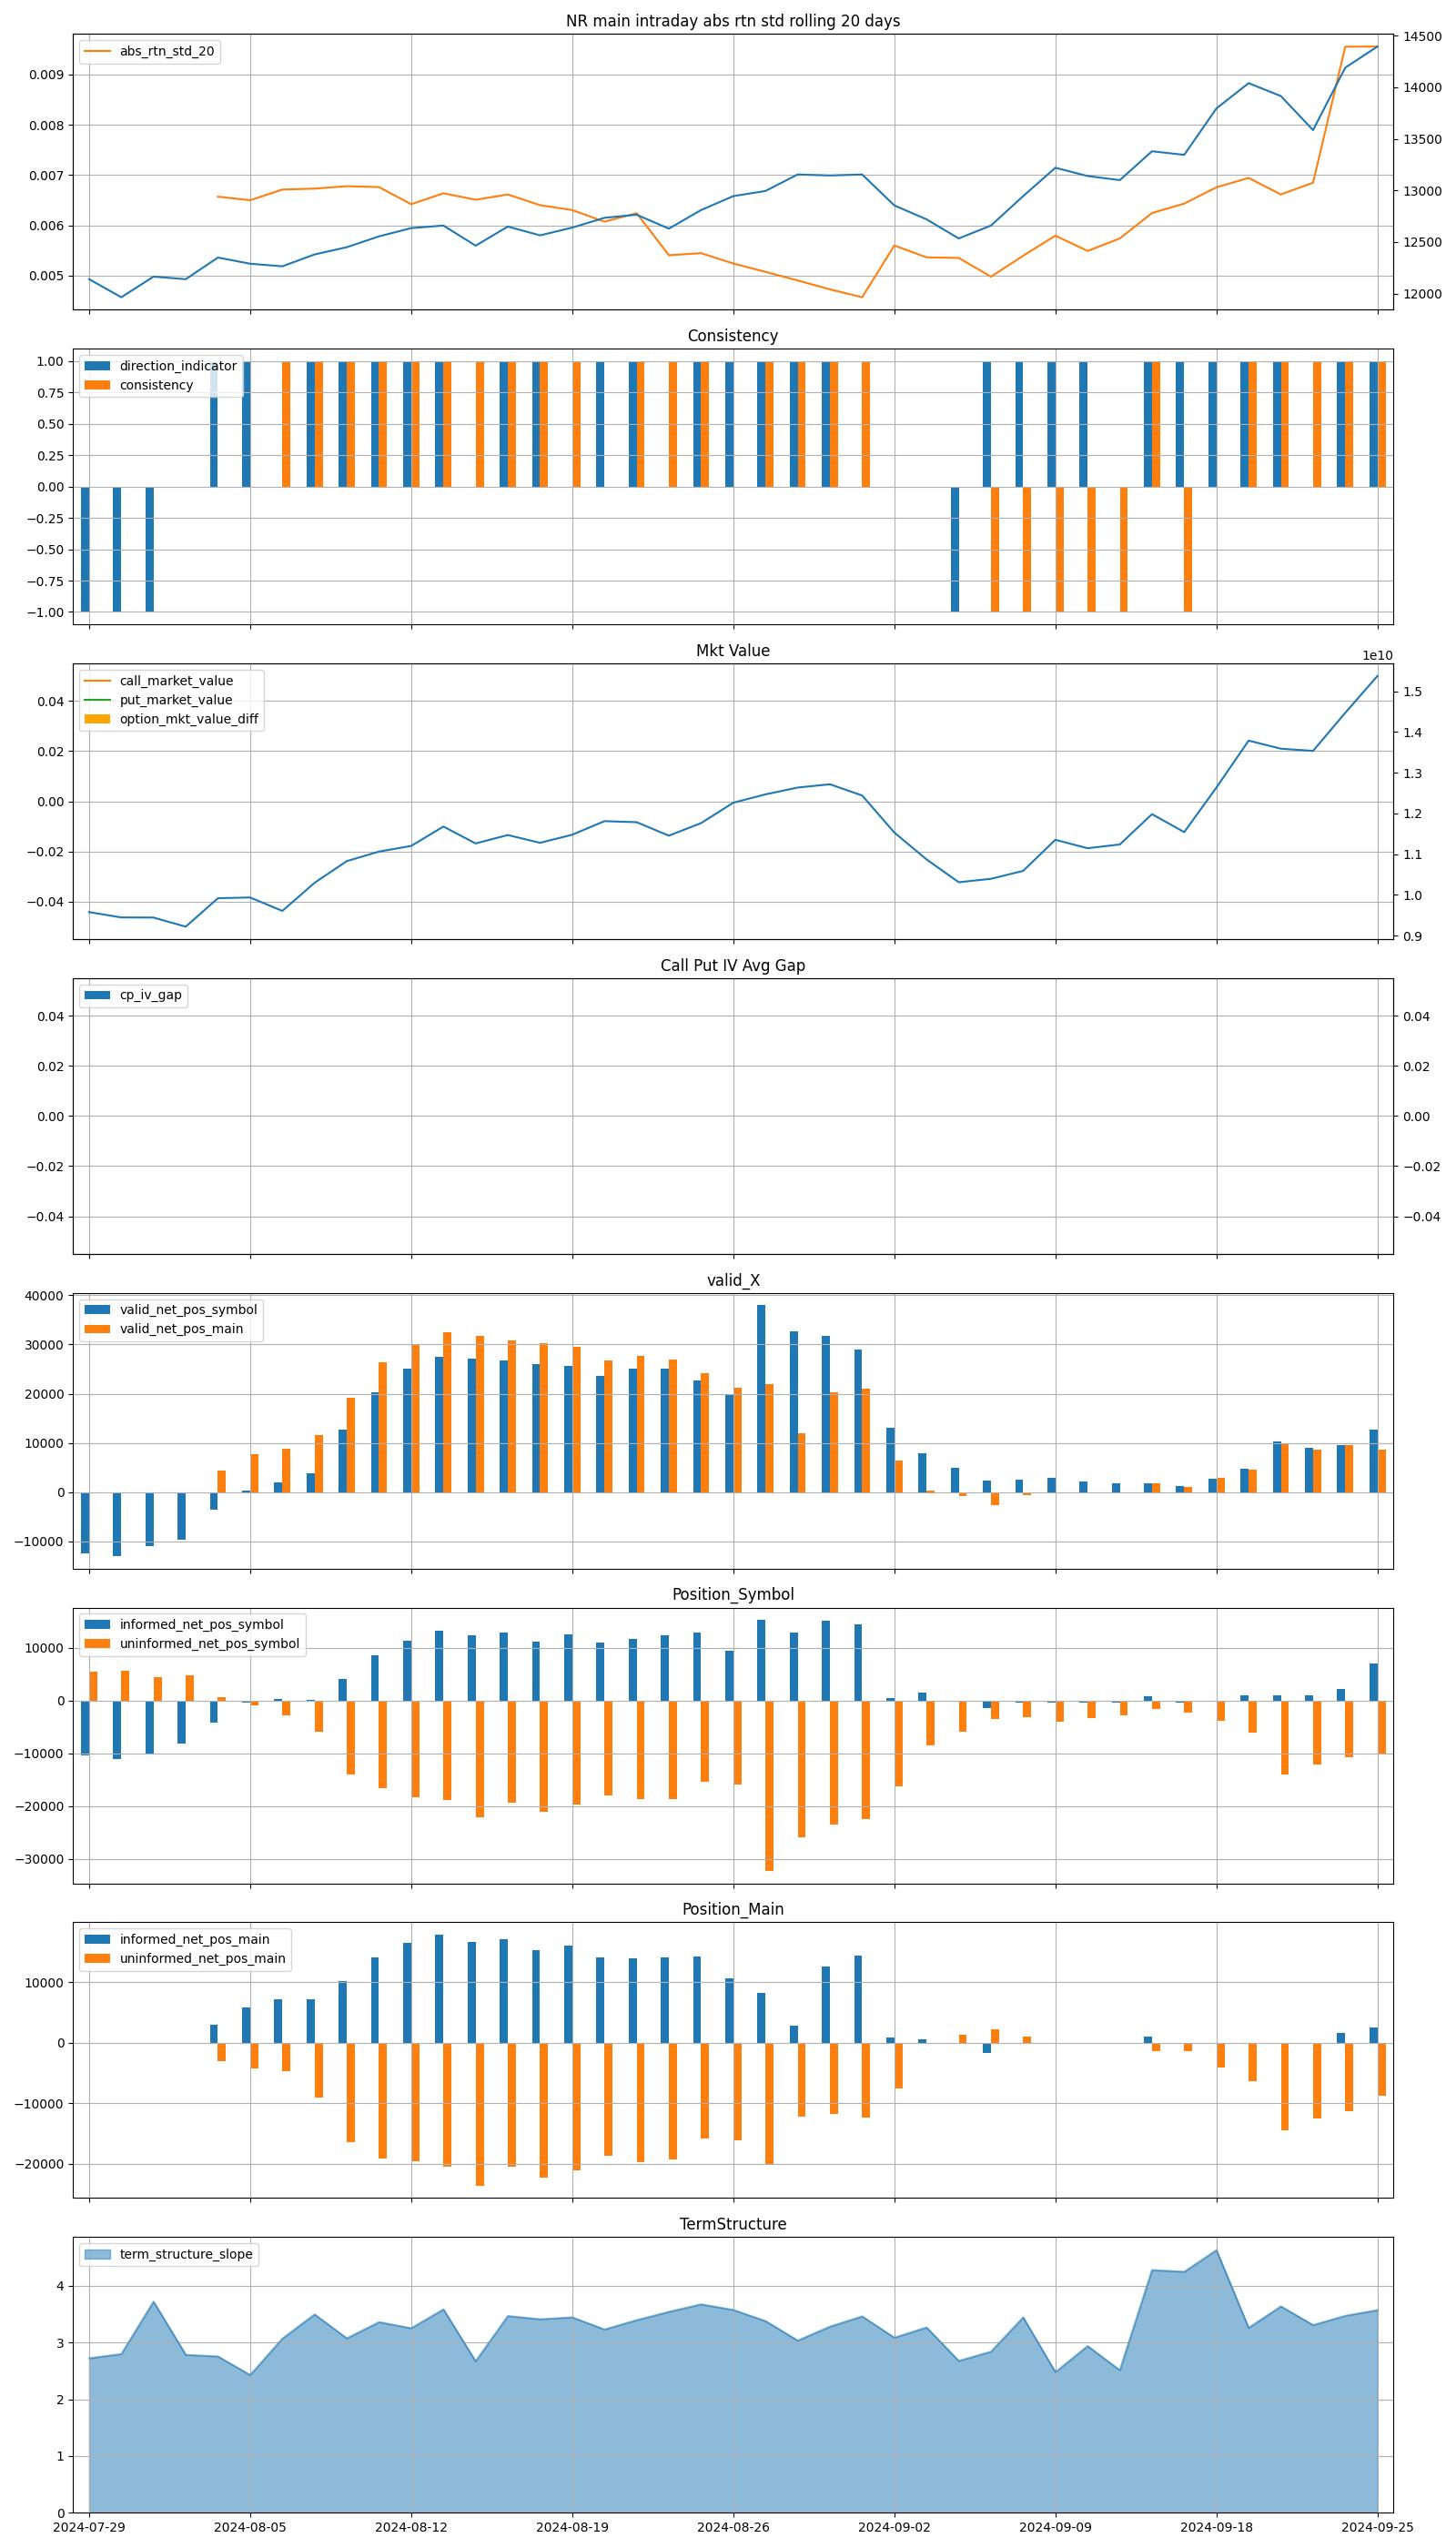 NR main intraday abs rtn std rolling 20 days
abs_rtn_std_20
0.009
0.008
0.007
0.006
0.005
14500
14000
13500
13000
12500
12000
Consistency
direction_indicator
consistency
1.00
0.75
0.50
0.25
0.00
−0.25
−0.50
−0.75
−1.00
Mkt Value
1e10
call_market_value
put_market_value
option_mkt_value_diff
0.04
0.02
0.00
−0.02
−0.04
1.5
1.4
1.3
1.2
1.1
1.0
0.9
Call Put IV Avg Gap
cp_iv_gap
0.04
0.02
0.00
−0.02
−0.04
0.04
0.02
0.00
−0.02
−0.04
valid_X
valid_net_pos_symbol
valid_net_pos_main
40000
30000
20000
10000
0
−10000
Position_Symbol
informed_net_pos_symbol
uninformed_net_pos_symbol
10000
0
−10000
−20000
−30000
Position_Main
informed_net_pos_main
uninformed_net_pos_main
10000
0
−10000
−20000
TermStructure
term_structure_slope
4
3
2
1
0
2024-07-29 2024-08-05 2024-08-12 2024-08-19 2024-08-26 2024-09-02 2024-09-09 2024-09-18 2024-09-25